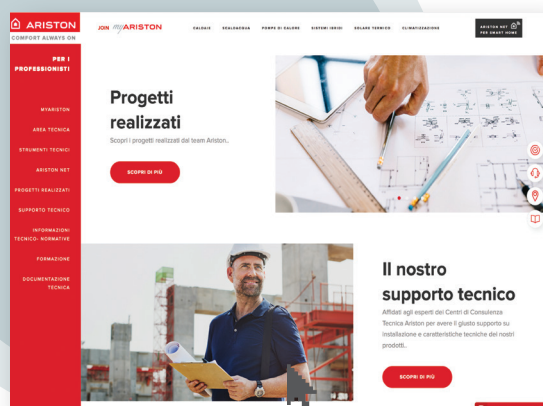 ARISTON
COMFORT ALWAYS ON
JOIN myARISTON
CALDAIE
SCALDACQUA
POMPE DI CALORE
SISTEMI IBRIDI
SOLARE TERMICO
CLIMATIZZAZIONE
ARISTON NET
PER SMART HOME
PER I
PROFESSIONISTI
MYARISTON
AREA TECNICA
STRUMENTI TECNICI
ARISTON NET
PROGETTI REALIZZATI
SUPPORTO TECNICO
INFORMAZIONI
TECNICO- NORMATIVE
FORMAZIONE
DOCUMENTAZIONE
TECNICA
Progetti
realizzati
Scopri i progetti realizzati dal team Ariston..
SCOPRI DI PIÙ
Il nostro
supporto tecnico
Affidati agli esperti dei Centri di Consulenza
Tecnica Ariston per avere il giusto supporto su
installazione e caratteristiche tecniche dei nostri
prodotti..
SCOPRI DI PIÙ